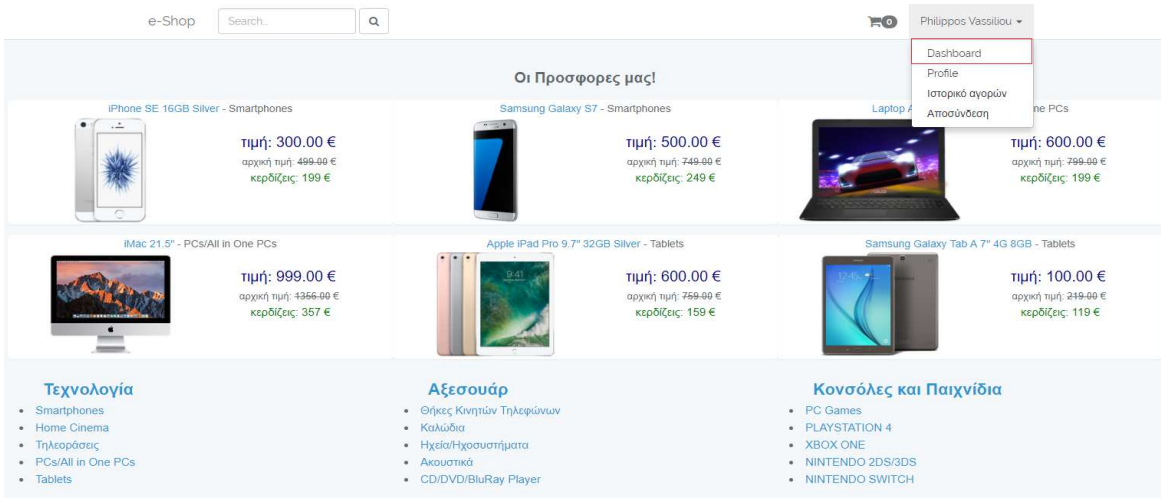 e-Shop
Search..
0
Philippos Vassiliou
Dashboard
Profile
Ιστορικό αγορών
Αποσύνδεση
Οι Προσφορες μας!
iPhone SE 16GB Silver - Smartphones
τιμή: 300.00 €
αρχική τιμή: 499.00 €
κερδίζεις: 199 €
Samsung Galaxy S7 - Smartphones
τιμή: 500.00 €
αρχική τιμή: 749.00 €
κερδίζεις: 249 €
Laptop A
ne PCs
τιμή: 600.00 €
αρχική τιμή: 799.00 €
κερδίζεις: 199 €
iMac 21.5" - PCs/All in One PCs
τιμή: 999.00 €
αρχική τιμή: 1356.00 €
κερδίζεις: 357 €
Apple iPad Pro 9.7" 32GB Silver - Tablets
9:41
τιμή: 600.00 €
αρχική τιμή: 759.00 €
κερδίζεις: 159 €
Samsung Galaxy Tab A 7" 4G 8GB - Tablets
12:45
τιμή: 100.00 €
αρχική τιμή: 219.00 €
κερδίζεις: 119 €
Τεχνολογία
Smartphones
Home Cinema
Τηλεοράσεις
PCs/All in One PCs
Tablets
Αξεσουάρ
Θήκες Κινητών Τηλεφώνων
Καλώδια
Ηχεία/Ηχοσυστήματα
Ακουστικά
CD/DVD/BluRay Player
Κονσόλες και Παιχνίδια
PC Games
PLAYSTATION 4
XBOX ONE
NINTENDO 2DS/3DS
NINTENDO SWITCH